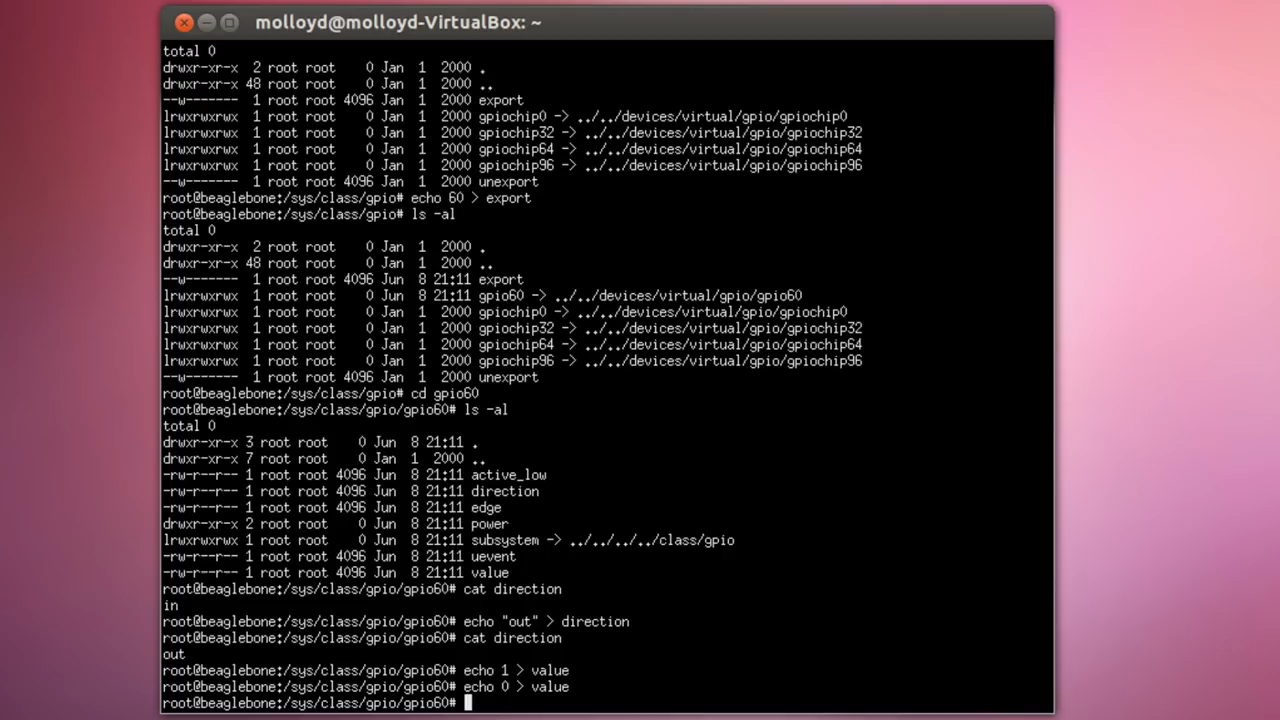 molloyd@molloyd-VirtualBox: ~
total 0
drwxr-xr-x  2 root root    0 Jan  1  2000 .
drwxr-xr-x 48 root root    0 Jan  1  2000 ..
--w-------  1 root root 4096 Jan  1  2000 export
lrwxrwxrwx  1 root root    0 Jan  1  2000 gpiochip0 -> ../../devices/virtual/gpio/gpiochip0
lrwxrwxrwx  1 root root    0 Jan  1  2000 gpiochip32 -> ../../devices/virtual/gpio/gpiochip32
lrwxrwxrwx  1 root root    0 Jan  1  2000 gpiochip64 -> ../../devices/virtual/gpio/gpiochip64
lrwxrwxrwx  1 root root    0 Jan  1  2000 gpiochip96 -> ../../devices/virtual/gpio/gpiochip96
--w-------  1 root root 4096 Jan  1  2000 unexport
root@beaglebone:/sys/class/gpio# echo 60 > export
root@beaglebone:/sys/class/gpio# ls -al
total 0
drwxr-xr-x  2 root root    0 Jan  1  2000 .
drwxr-xr-x 48 root root    0 Jan  1  2000 ..
--w-------  1 root root 4096 Jun  8 21:11 export
lrwxrwxrwx  1 root root    0 Jun  8 21:11 gpio60 -> ../../devices/virtual/gpio/gpio60
lrwxrwxrwx  1 root root    0 Jan  1  2000 gpiochip0 -> ../../devices/virtual/gpio/gpiochip0
lrwxrwxrwx  1 root root    0 Jan  1  2000 gpiochip32 -> ../../devices/virtual/gpio/gpiochip32
lrwxrwxrwx  1 root root    0 Jan  1  2000 gpiochip64 -> ../../devices/virtual/gpio/gpiochip64
lrwxrwxrwx  1 root root    0 Jan  1  2000 gpiochip96 -> ../../devices/virtual/gpio/gpiochip96
--w-------  1 root root 4096 Jan  1  2000 unexport
root@beaglebone:/sys/class/gpio# cd gpio60
root@beaglebone:/sys/class/gpio/gpio60# ls -al
total 0
drwxr-xr-x 3 root root    0 Jun  8 21:11 .
drwxr-xr-x 7 root root    0 Jan  1  2000 ..
-rw-r--r-- 1 root root 4096 Jun  8 21:11 active_low
-rw-r--r-- 1 root root 4096 Jun  8 21:11 direction
-rw-r--r-- 1 root root 4096 Jun  8 21:11 edge
drwxr-xr-x 2 root root    0 Jun  8 21:11 power
lrwxrwxrwx 1 root root    0 Jun  8 21:11 subsystem -> ../../../../class/gpio
-rw-r--r-- 1 root root 4096 Jun  8 21:11 uevent
-rw-r--r-- 1 root root 4096 Jun  8 21:11 value
root@beaglebone:/sys/class/gpio/gpio60# cat direction
in
root@beaglebone:/sys/class/gpio/gpio60# echo "out" > direction
root@beaglebone:/sys/class/gpio/gpio60# cat direction
out
root@beaglebone:/sys/class/gpio/gpio60# echo 1 > value
root@beaglebone:/sys/class/gpio/gpio60# echo 0 > value
root@beaglebone:/sys/class/gpio/gpio60#